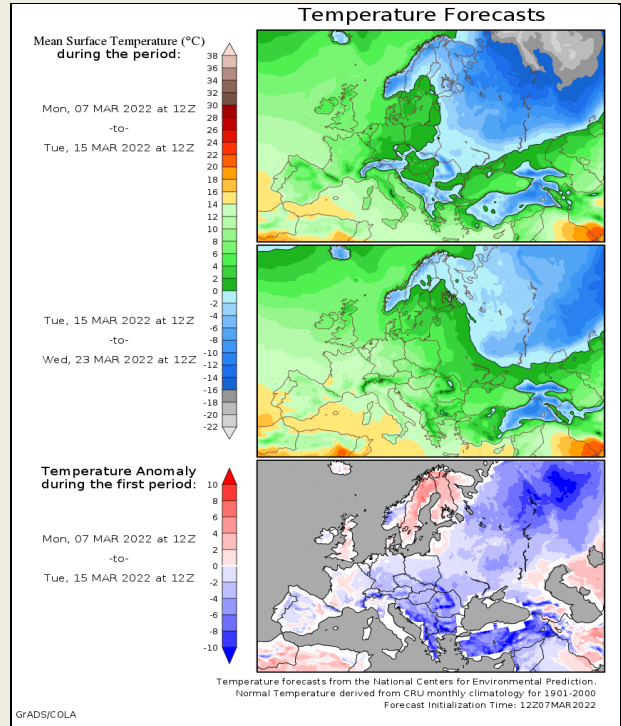 Temperature Forecasts
Mean Surface Temperature (°C)
during the period:
Mon, 07 MAR 2022 at 12Z
-to-
Tue, 15 MAR 2022 at 12Z
Tue, 15 MAR 2022 at 12Z
-to-
Wed, 23 MAR 2022 at 12Z
38
36
34
32
30
28
26
24
22
20
18
16
14
12
10
8
6
4
2
0
-2
-4
-6
-8
-10
-12
-14
-16
-18
-20
-22
Temperature Anomaly
during the first period:
Mon, 07 MAR 2022 at 12Z
-to-
Tue, 15 MAR 2022 at 12Z
10
8
6
4
2
0
-2
-4
-6
-8
-10
Temperature forecasts from the National Centers for Environmental Prediction.
Normal Temperature derived from CRU monthly climatology for 1901-2000
Forecast Initialization Time: 12Z07MAR2022
GrADS/COLA